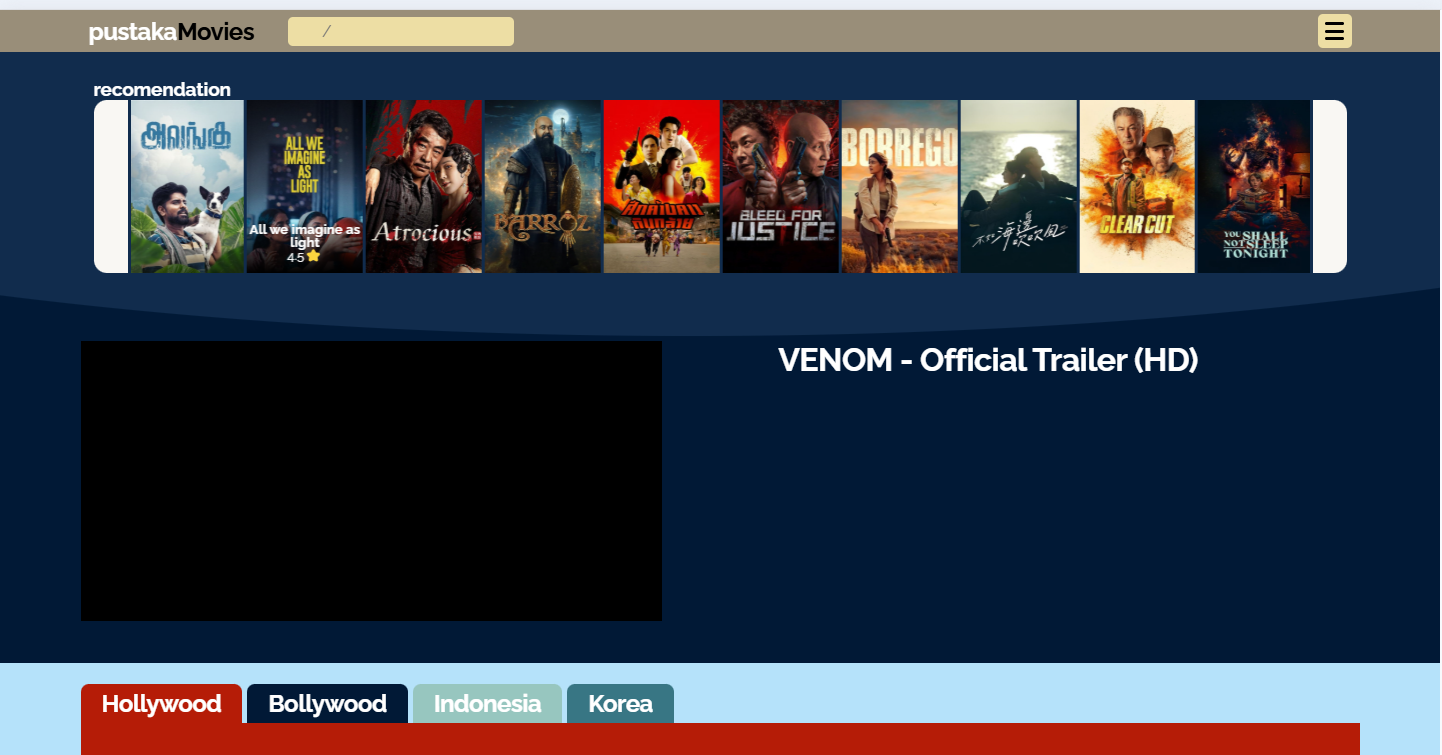 pustakaMovies /
recomendation
அலங்கு
ALL WE
IMAGINE
AS
LIGHT
All we imagine as
light
4-5
Atrocious
BARROZ
BLEED FOR
JUSTICE
BORREGO
CLEAR CUT
YOU SHALL
NOT SLEEP
TONIGHT
VENOM - Official Trailer (HD)
Hollywood Bollywood Indonesia Korea